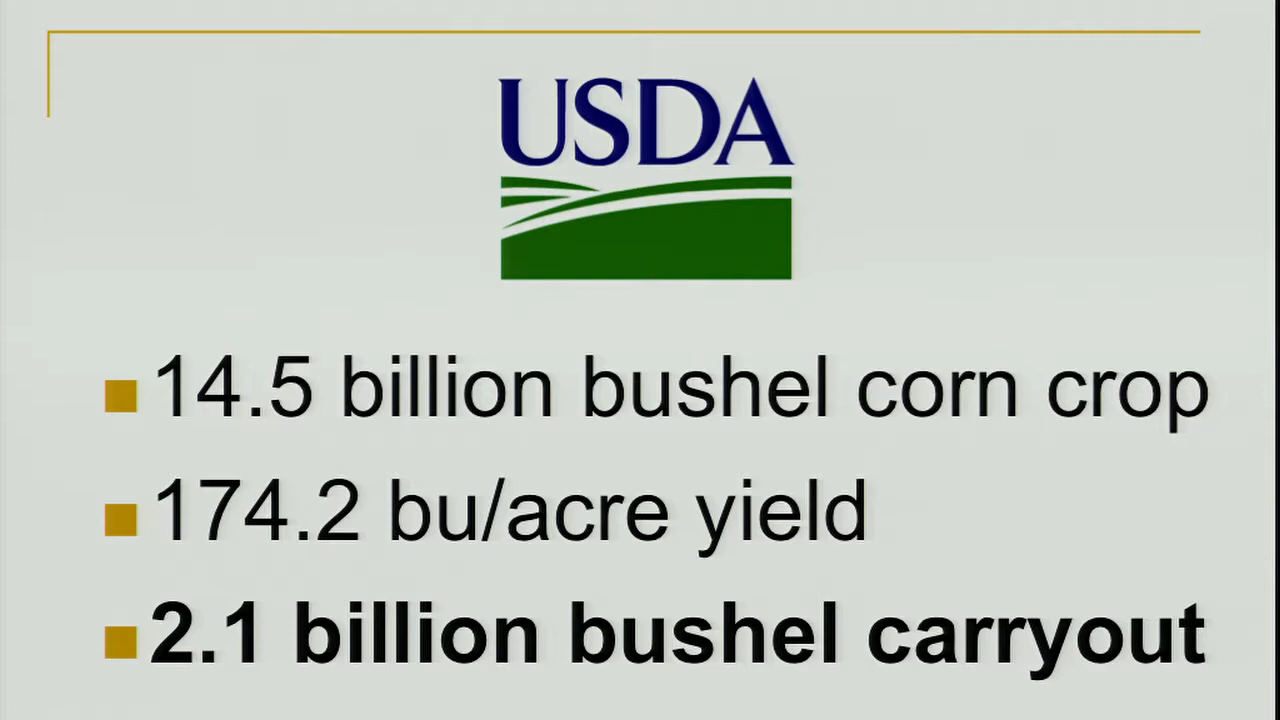 USDA
14.5 billion bushel corn crop
174.2 bu/acre yield
2.1 billion bushel carryout